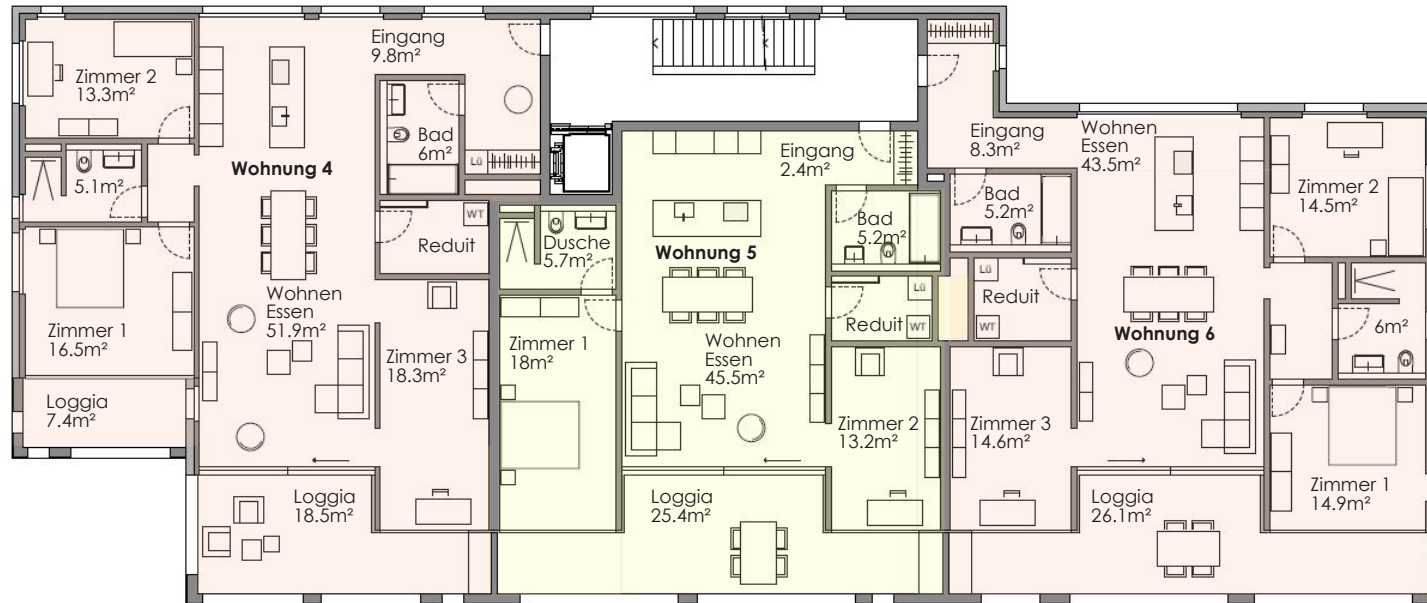 Zimmer 2
13.3m²
5.1m²
Zimmer 1
16.5m²
Loggia
7.4m²
Eingang
9.8m²
Bad
6m²
Lü
Wohnung 4
WT
Reduit
Wohnen
Essen
51.9m²
Zimmer 3
18.3m²
Loggia
18.5m²
Eingang
2.4m²
Dusche
5.7m²
Wohnung 5
Bad
5.2m²
Lü
Reduit
WT
Zimmer 1
18m²
Wohnen
Essen
45.5m²
Zimmer 2
13.2m²
Loggia
25.4m²
Eingang
8.3m²
Wohnen
Essen
43.5m²
Bad
5.2m²
Zimmer 2
14.5m²
Lü
Reduit
WT
Wohnung 6
6m²
Zimmer 3
14.6m²
Zimmer 1
14.9m²
Loggia
26.1m²